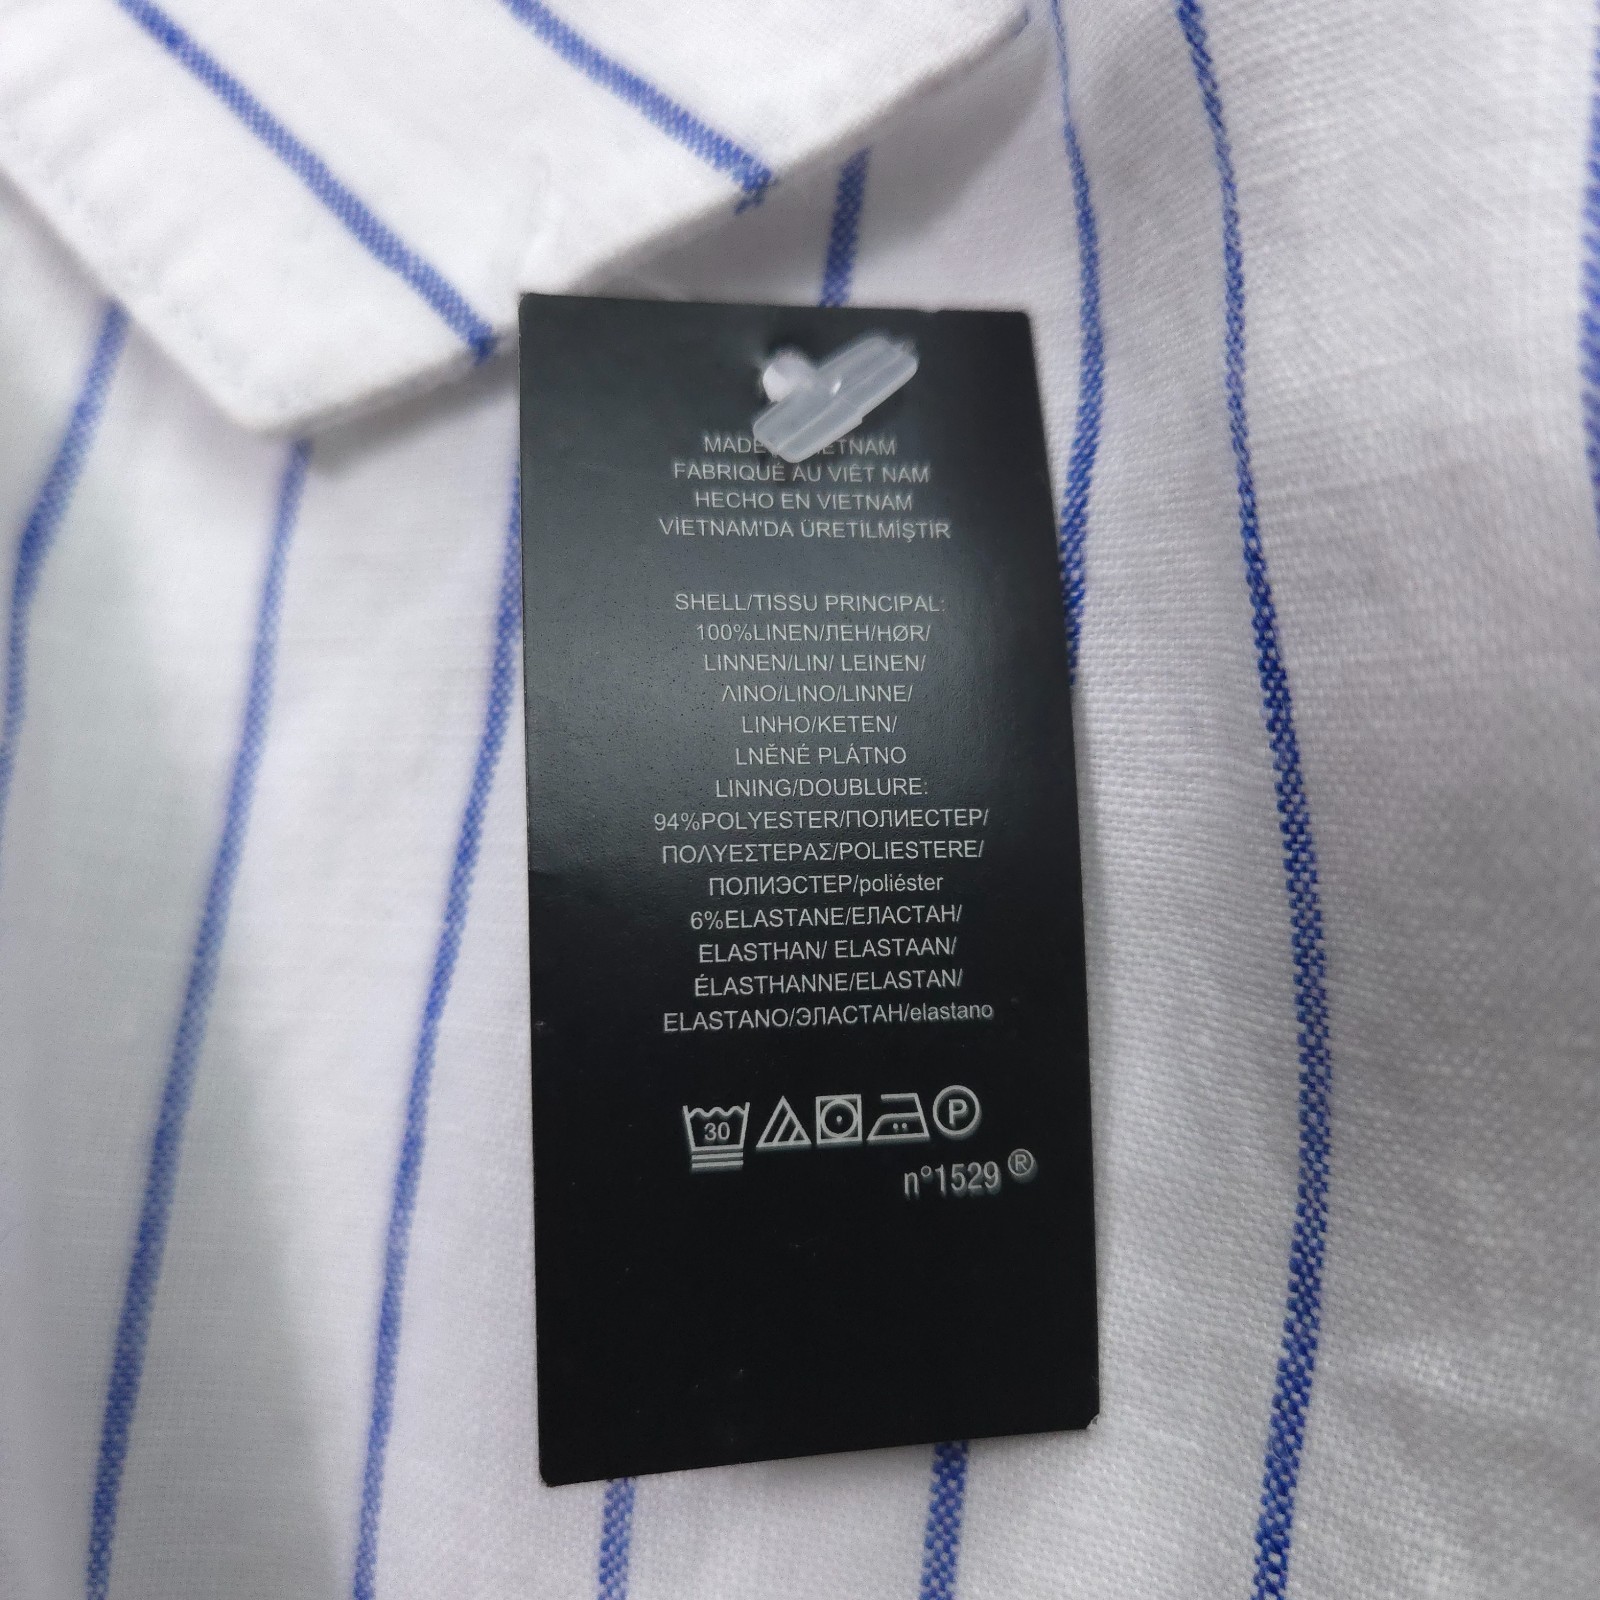 MADE VIETNAM
FABRIQUÉ AU VIÊT NAM
HECHO EN VIETNAM
VİETNAM'DA ÜRETİLMİŞTİR
SHELL/TISSU PRINCIPAL:
100%LINEN/ЛЕН/HØR/
LINNEN/LIN/ LEINEN/
ΛΙΝΟ/LINO/LINNE/
LINHO/KETEN/
LNĚNÉ PLÁTNO
LINING/DOUBLURE:
94%POLYESTER/ПОЛИЕСТЕР/
ΠΟΛΥΕΣΤΕΡΑΣ/POLIESTERE/
ПОЛИЭСТЕР/poliéster
6%ELASTANE/ЕЛАСТАН/
ELASTHAN/ ELASTAAN/
ÉLASTHANNE/ELASTAN/
ELASTANO/ЭЛАСТАН/elastano
30 P
n°1529 ®